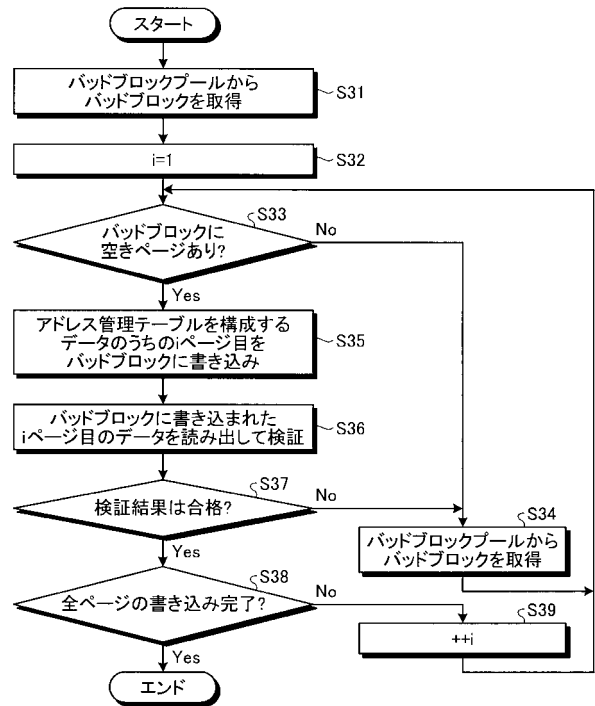 スタート
バッドブロックプールから
バッドブロックを取得
S31
i=1
S32
バッドブロックに
空きページあり?
S33
No
Yes
アドレス管理テーブルを構成する
データのうちのiページ目を
バッドブロックに書き込み
S35
バッドブロックに書き込まれた
iページ目のデータを読み出して検証
S36
検証結果は合格?
S37
No
Yes
S34
バッドブロックプールから
バッドブロックを取得
全ページの書き込み完了?
S38
No
Yes
S39
++i
エンド